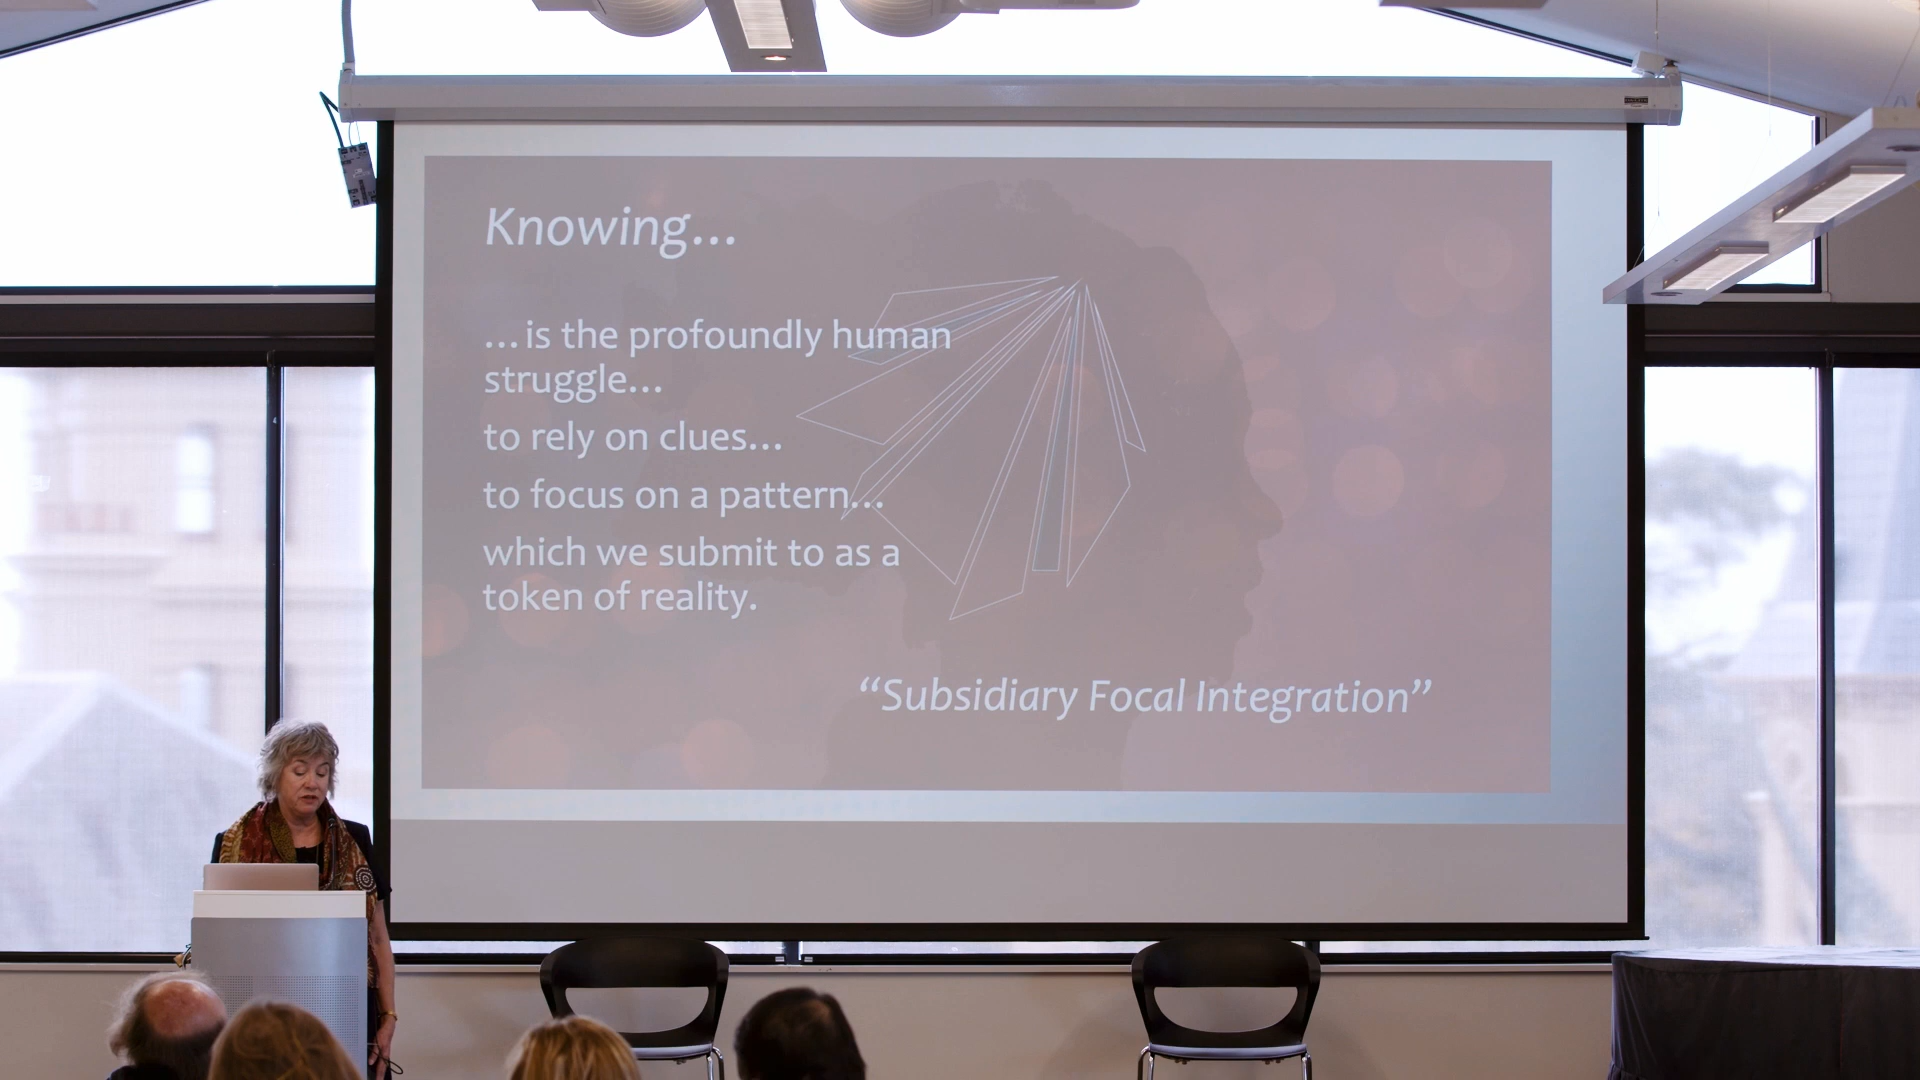 Knowing...
... is the profoundly human
struggle...
to rely on clues...
to focus on a pattern...
which we submit to as a
token of reality.
“Subsidiary Focal Integration”